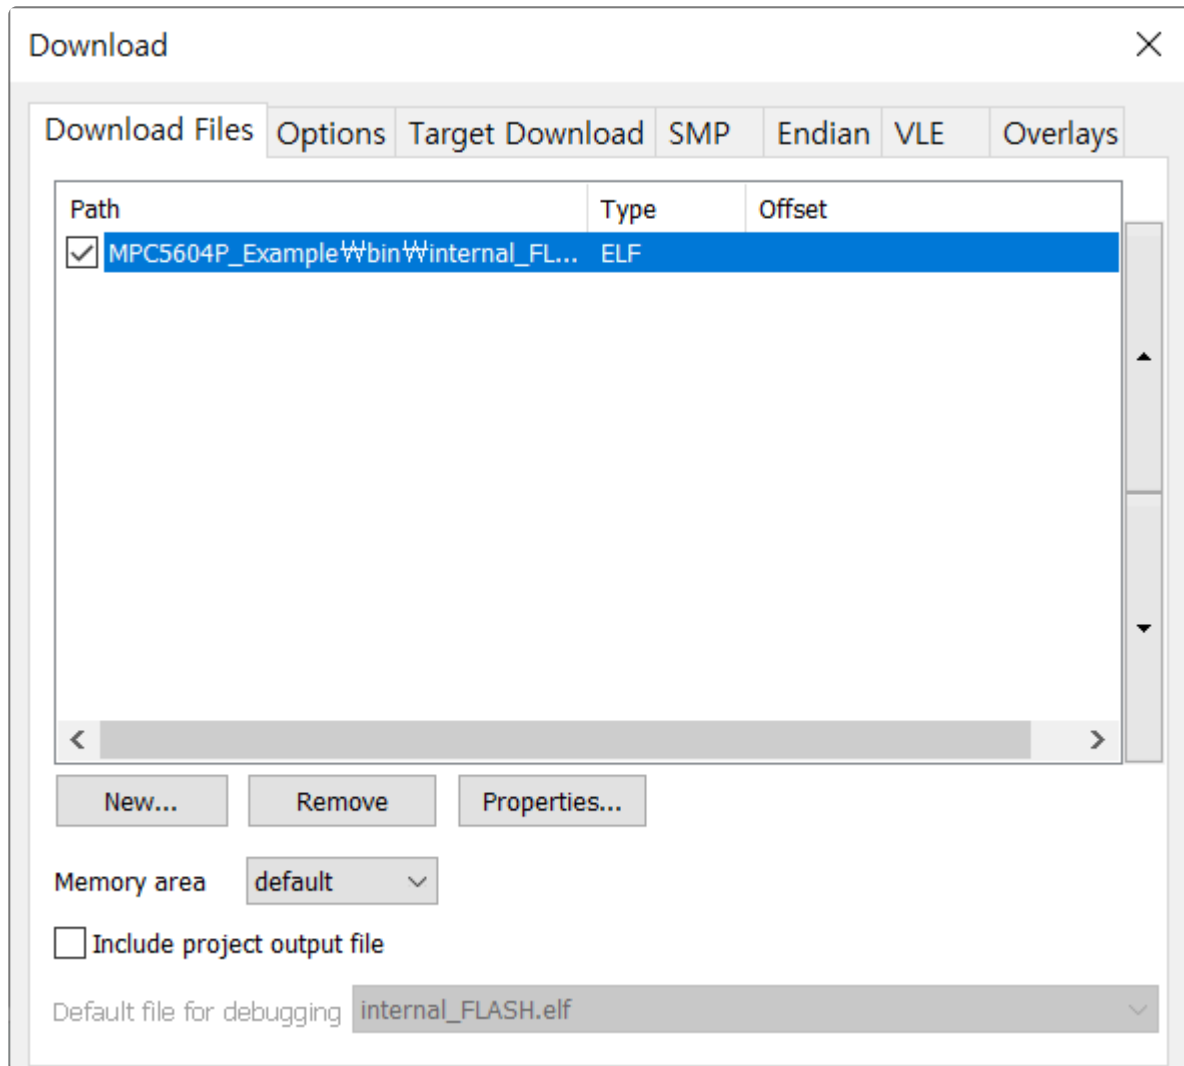 Download
Download Files Options Target Download SMP Endian VLE Overlays
Path Type Offset
MPC5604P_Example₩bin₩internal_FL... ELF
New... Remove Properties...
Memory area default
Include project output file
Default file for debugging internal_FLASH.elf